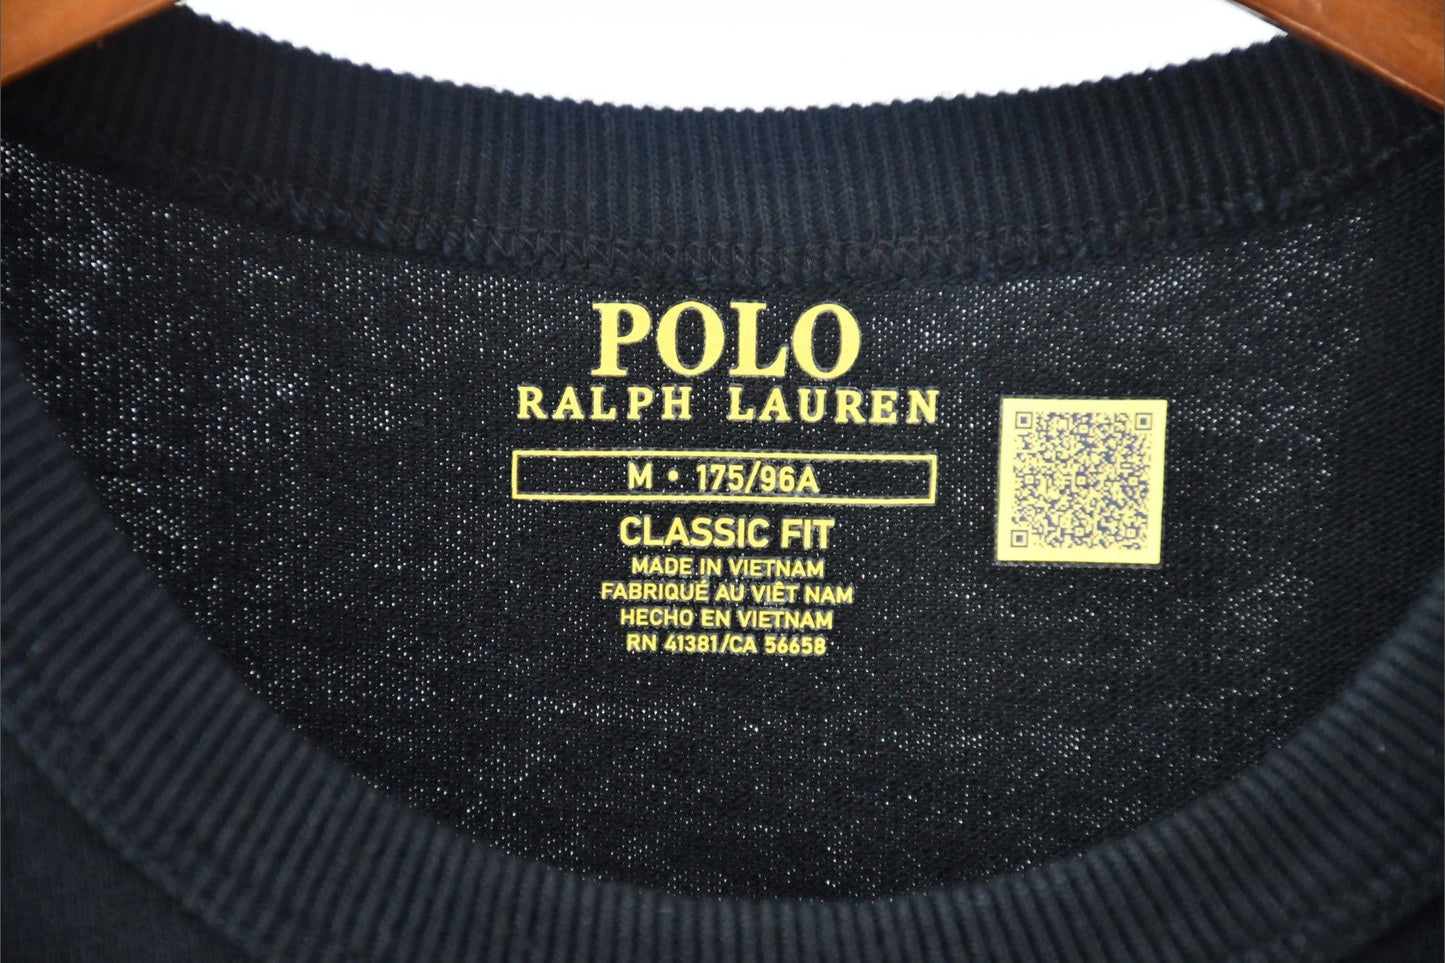 POLO
RALPH LAUREN
M • 175/96A
CLASSIC FIT
MADE IN VIETNAM
FABRIQUÉ AU VIÊT NAM
HECHO EN VIETNAM
RN 41381/CA 56658